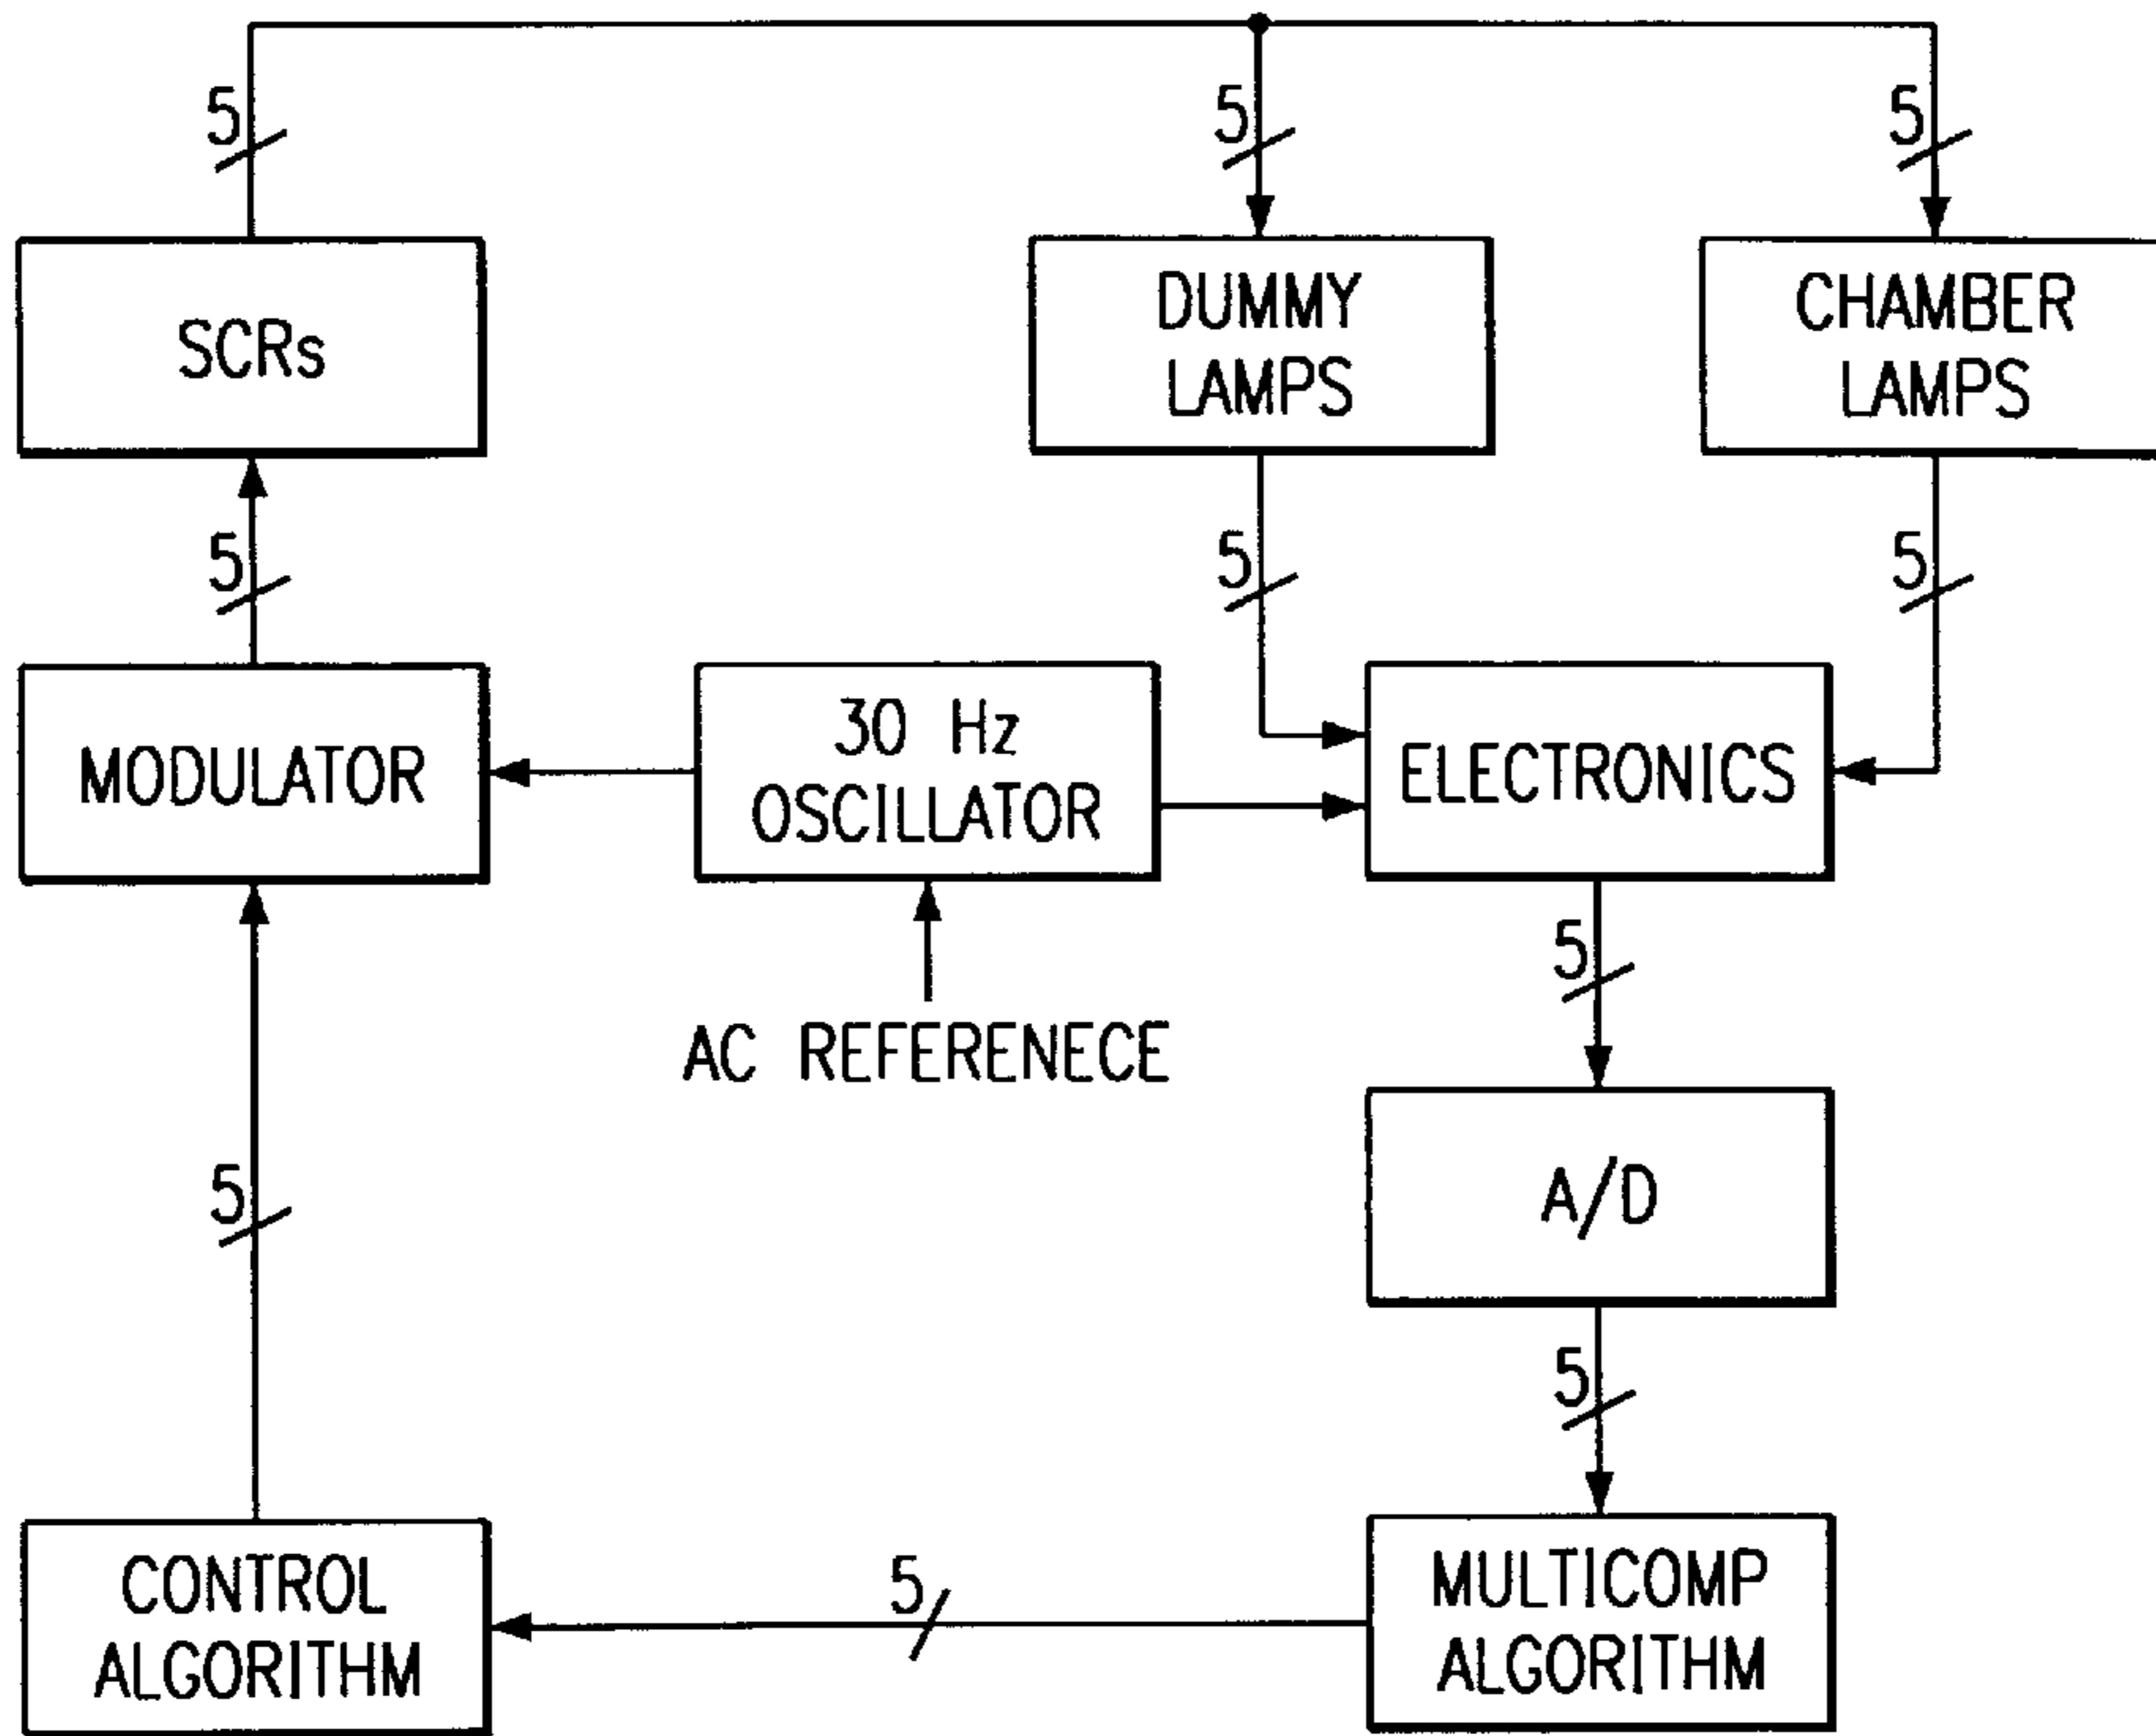 5
5
5
SCRs
DUMMY
LAMPS
CHAMBER
LAMPS
5
5
5
MODULATOR
30 Hz
OSCILLATOR
ELECTRONICS
5
AC REFERENECE
5
A/D
5
CONTROL
ALGORITHM
5
MULTICOMP
ALGORITHM